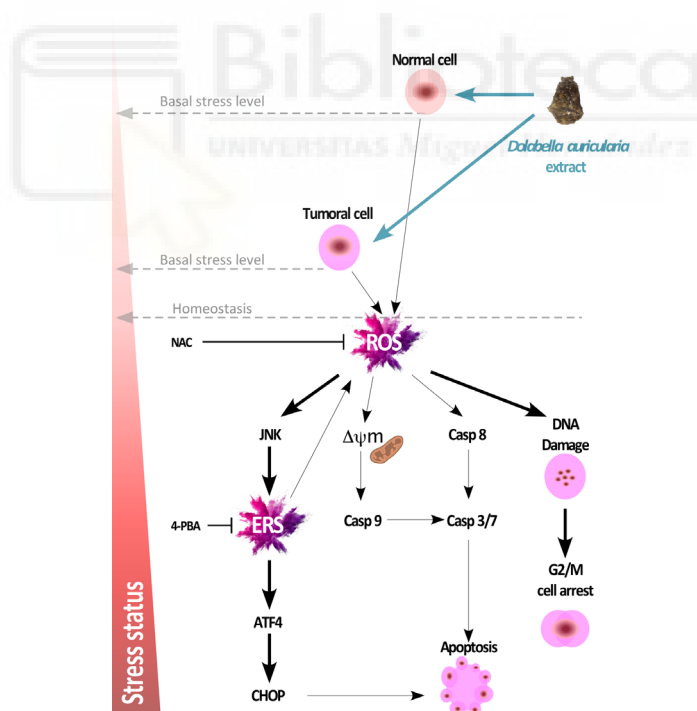 Biblioteca
UNIVERSITAS Miguel Hernández
Normal cell
Basal stress level
Dolabella auricularia
extract
Tumoral cell
Basal stress level
Homeostasis
NAC
ROS
JNK
Δψm
Casp 8
DNA
Damage
4-PBA
ERS
Casp 9
Casp 3/7
G2/M
cell arrest
ATF4
Apoptosis
CHOP
Stress status